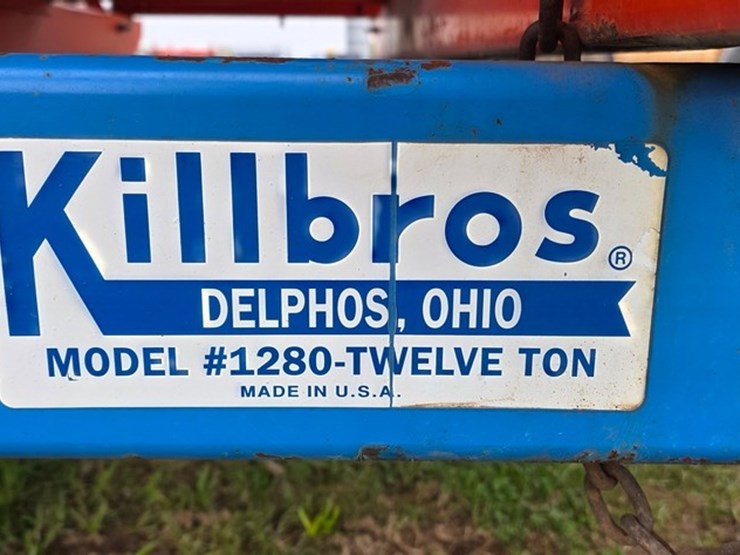 Killbros®
DELPHOS, OHIO
MODEL #1280-TWELVE TON
MADE IN U.S.A.